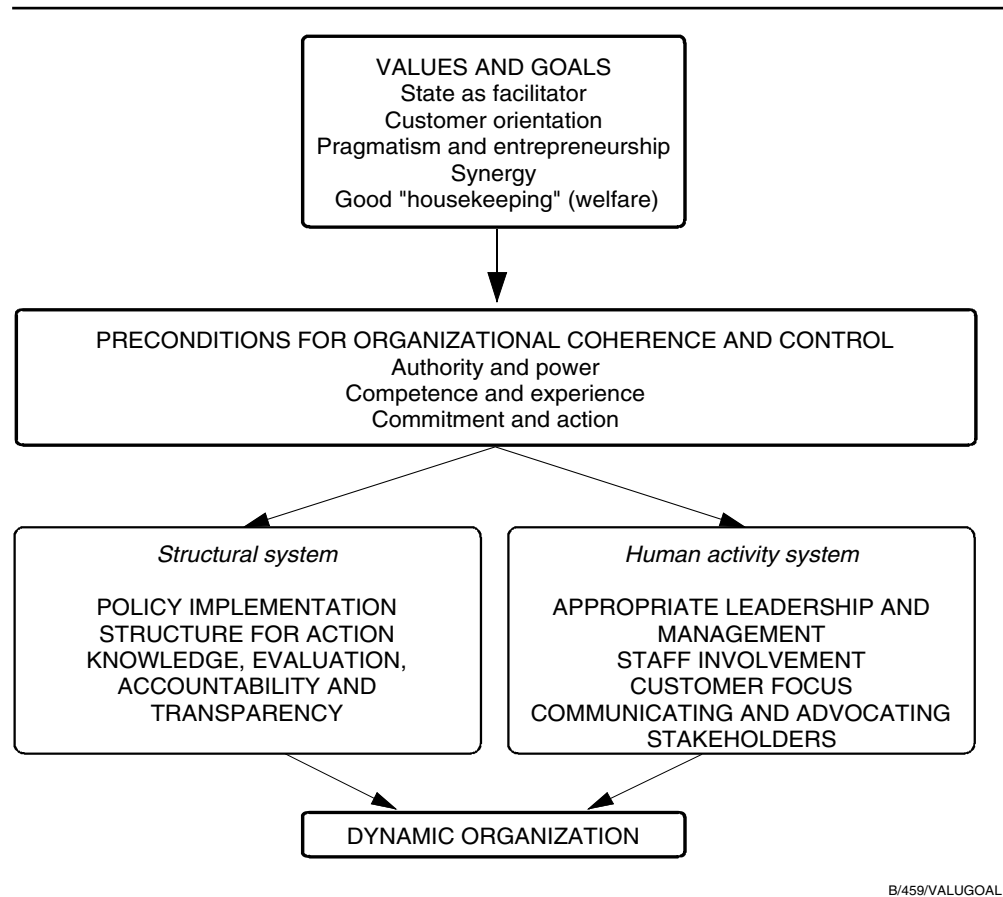 VALUES AND GOALS
State as facilitator
Customer orientation
Pragmatism and entrepreneurship
Synergy
Good "housekeeping" (welfare)
PRECONDITIONS FOR ORGANIZATIONAL COHERENCE AND CONTROL
Authority and power
Competence and experience
Commitment and action
Structural system
POLICY IMPLEMENTATION
STRUCTURE FOR ACTION
KNOWLEDGE, EVALUATION,
ACCOUNTABILITY AND
TRANSPARENCY
Human activity system
APPROPRIATE LEADERSHIP AND
MANAGEMENT
STAFF INVOLVEMENT
CUSTOMER FOCUS
COMMUNICATING AND ADVOCATING
STAKEHOLDERS
DYNAMIC ORGANIZATION
B/459/VALUGOAL